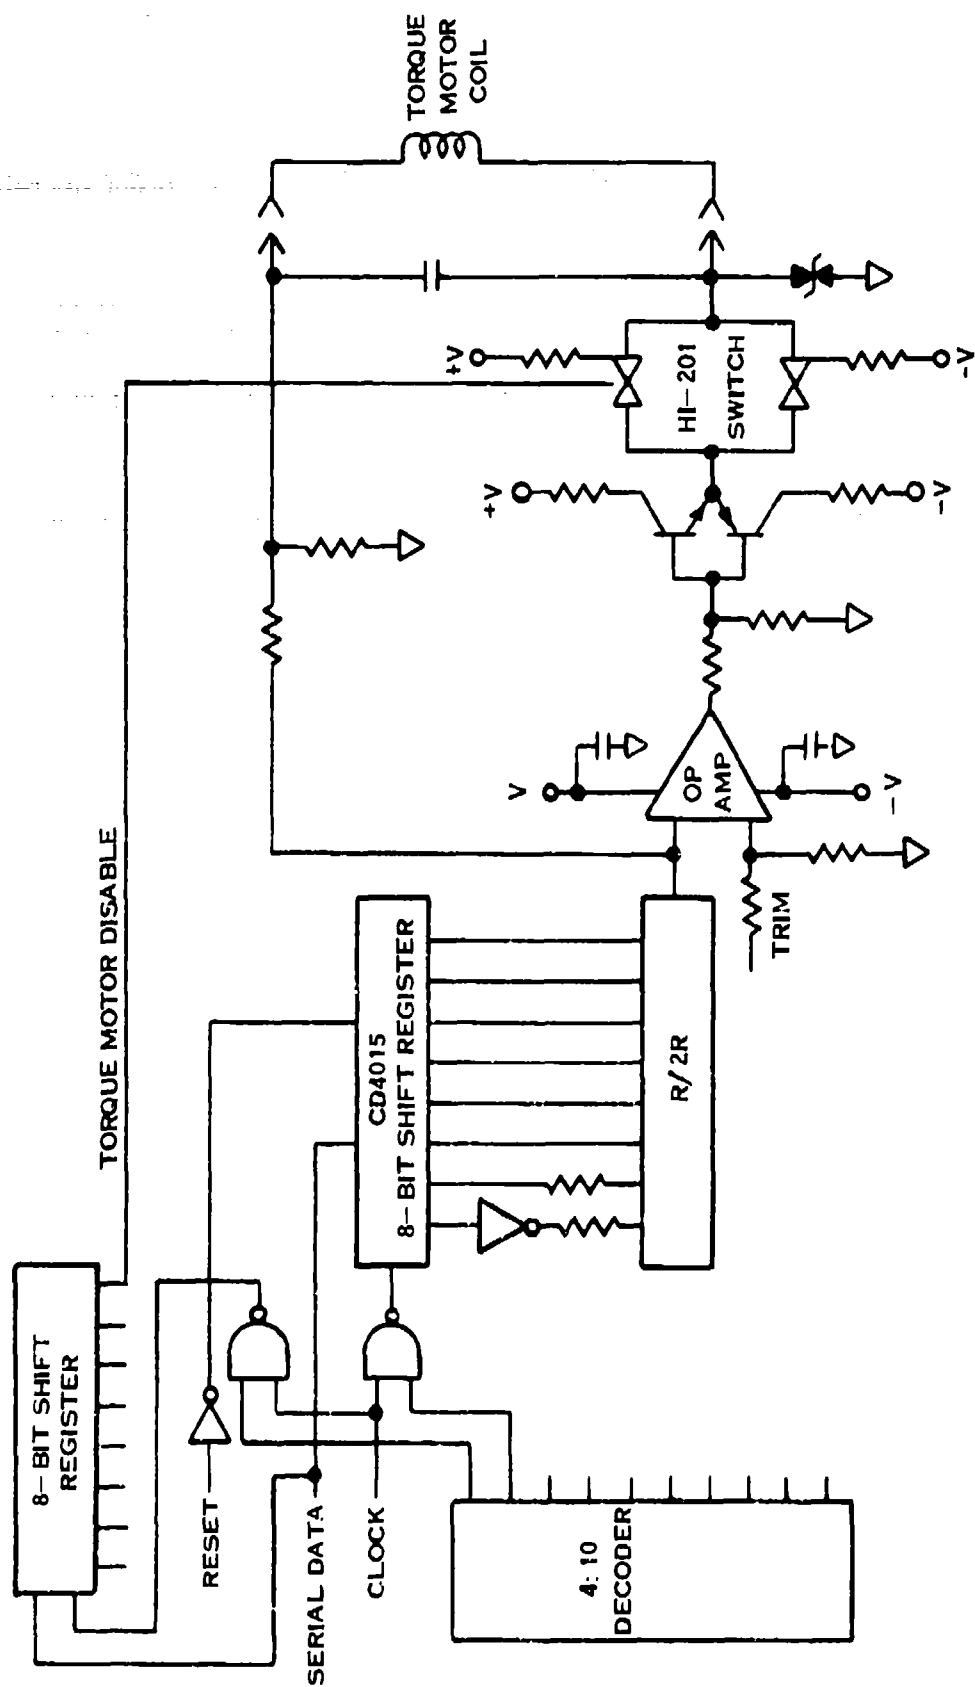 8-BIT SHIFT
REGISTER
TORQUE MOTOR DISABLE
RESET
SERIAL DATA
CLOCK
4:10
DECODER
CD4015
8-BIT SHIFT REGISTER
R/2R
TRIM
V
OP
AMP
-V
+V
-V
+V
HI-201
SWITCH
-V
TORQUE
MOTOR
COIL